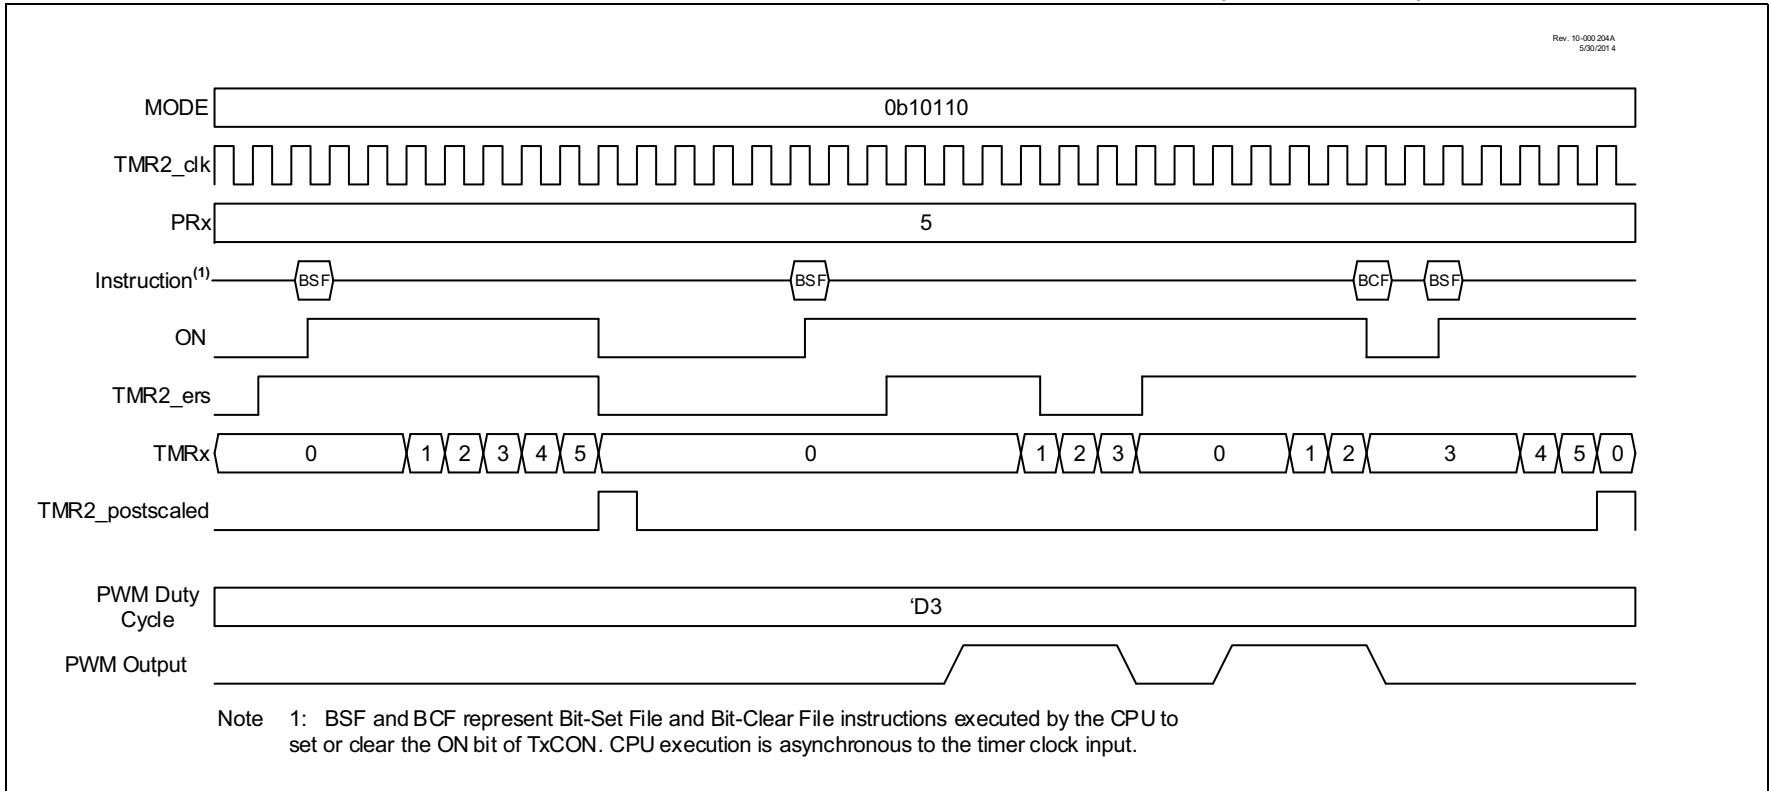 Rev. 10-000204A
5/30/2014
MODE 0b10110
TMR2_clk
PRx 5
Instruction(1) BSF BSF BCF BSF
ON
TMR2_ers
TMRx 0 1 2 3 4 5 0 1 2 3 0 1 2 3 4 5 0
TMR2_postscaled
PWM Duty
Cycle
‘D3
PWM Output
Note 1: BSF and BCF represent Bit-Set File and Bit-Clear File instructions executed by the CPU to
set or clear the ON bit of TxCON. CPU execution is asynchronous to the timer clock input.